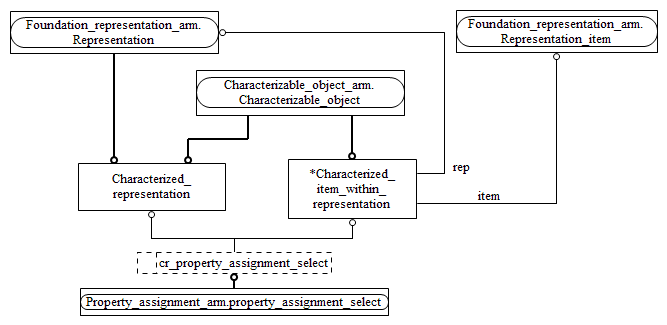 Foundation_representation_arm.
Representation
Foundation_representation_arm.
Representation_item
Characterizable_object_arm.
Characterizable_object
Characterized_
representation
*Characterized_
item_within_
representation
rep
item
cr_property_assignment_select
Property_assignment_arm.property_assignment_select